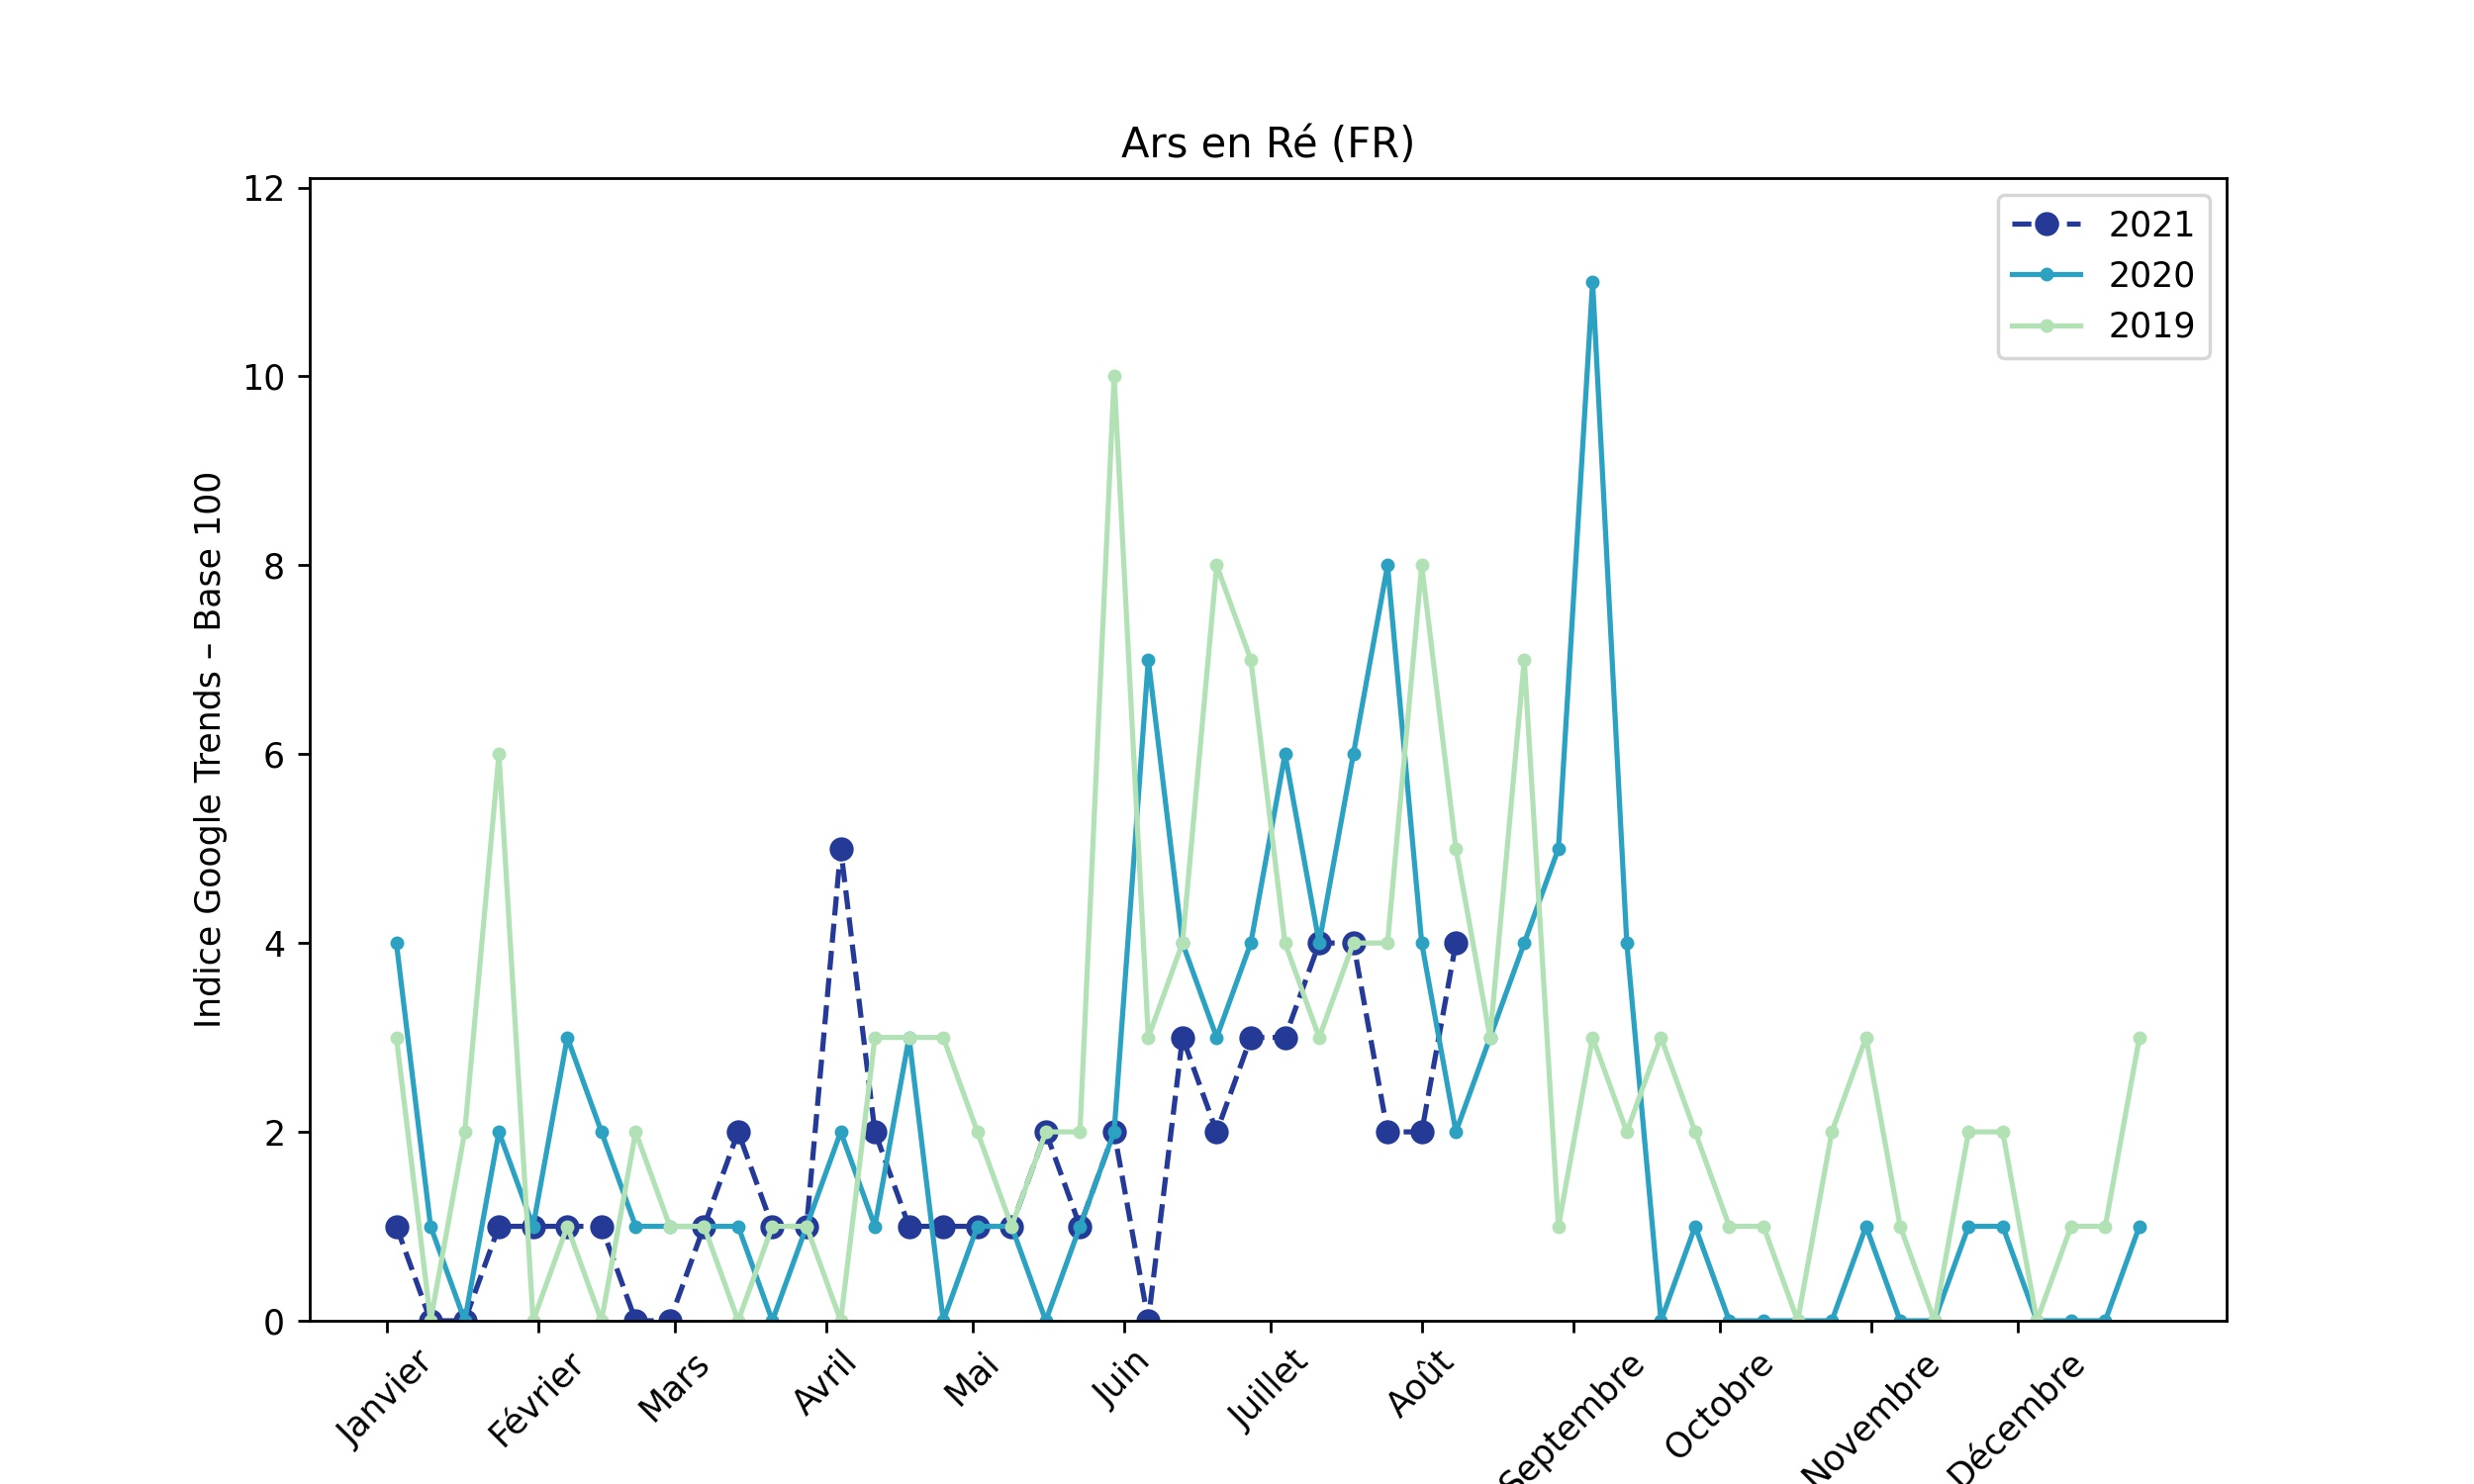 Ars en Ré (FR)
Indice Google Trends – Base 100
12
10
8
6
4
2
0
2021
2020
2019
Janvier
Février
Mars
Avril
Mai
Juin
Juillet
Août
Septembre
Octobre
Novembre
Décembre